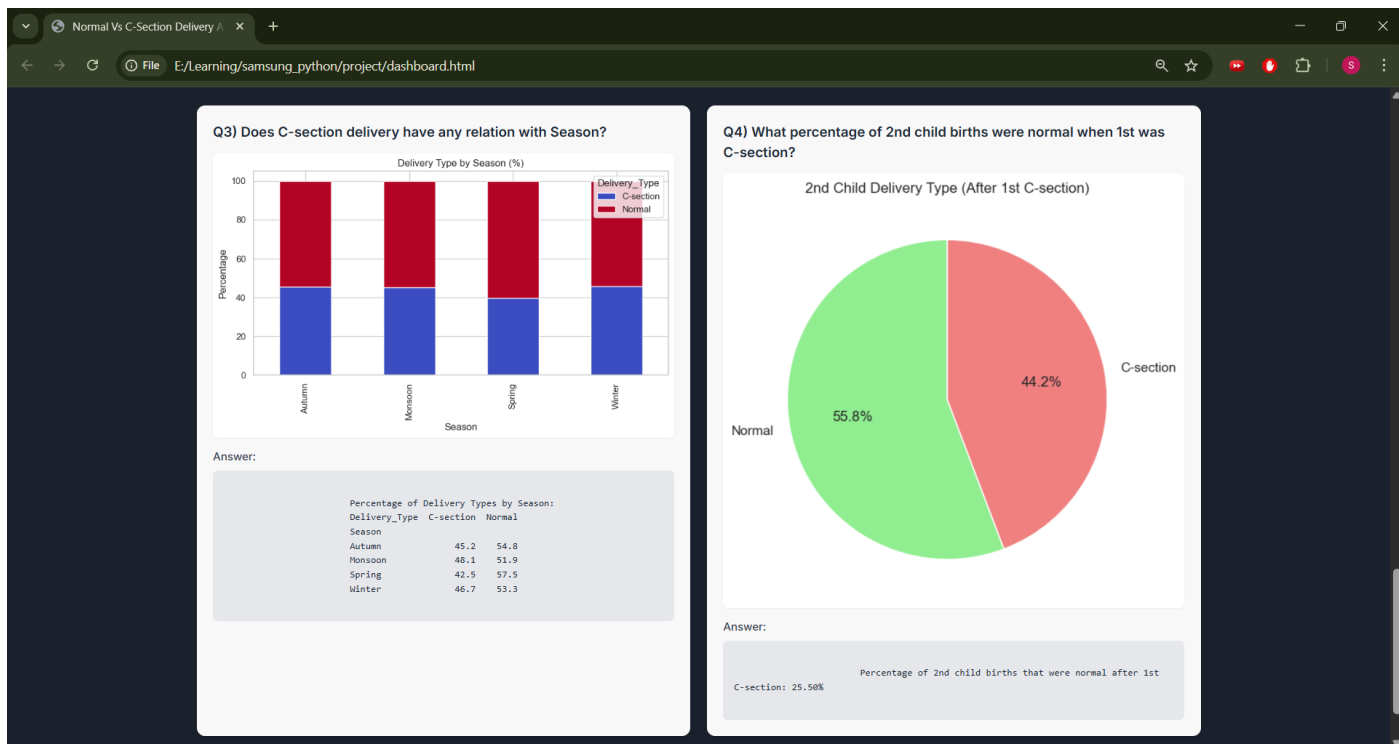 Normal Vs C-Section Delivery A
File E:/Learning/samsung_python/project/dashboard.html
S
Q3) Does C-section delivery have any relation with Season?
Delivery Type by Season (%)
Delivery_Type
C-section
Normal
100
80
60
40
20
0
Percentage
Autumn
Monsoon
Spring
Winter
Season
Answer:
Percentage of Delivery Types by Season:
Delivery_Type C-section Normal
Season
Autumn 45.2 54.8
Monsoon 48.1 51.9
Spring 42.5 57.5
Winter 46.7 53.3
Q4) What percentage of 2nd child births were normal when 1st was
C-section?
2nd Child Delivery Type (After 1st C-section)
C-section
44.2%
55.8%
Normal
Answer:
Percentage of 2nd child births that were normal after 1st
C-section: 25.50%